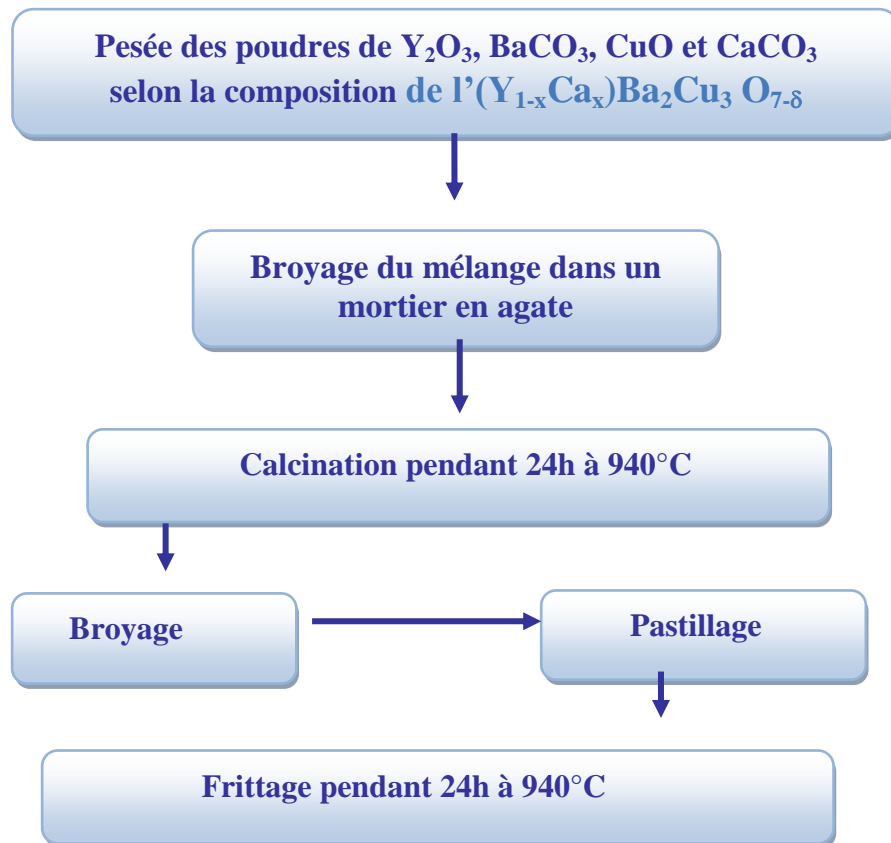 Pesée des poudres de Y₂O₃, BaCO₃, CuO et CaCO₃
selon la composition de l'(Y₁₋ₓCaₓ)Ba₂Cu₃ O₇₋δ
Broyage du mélange dans un
mortier en agate
Calcination pendant 24h à 940°C
Broyage
Pastillage
Frittage pendant 24h à 940°C